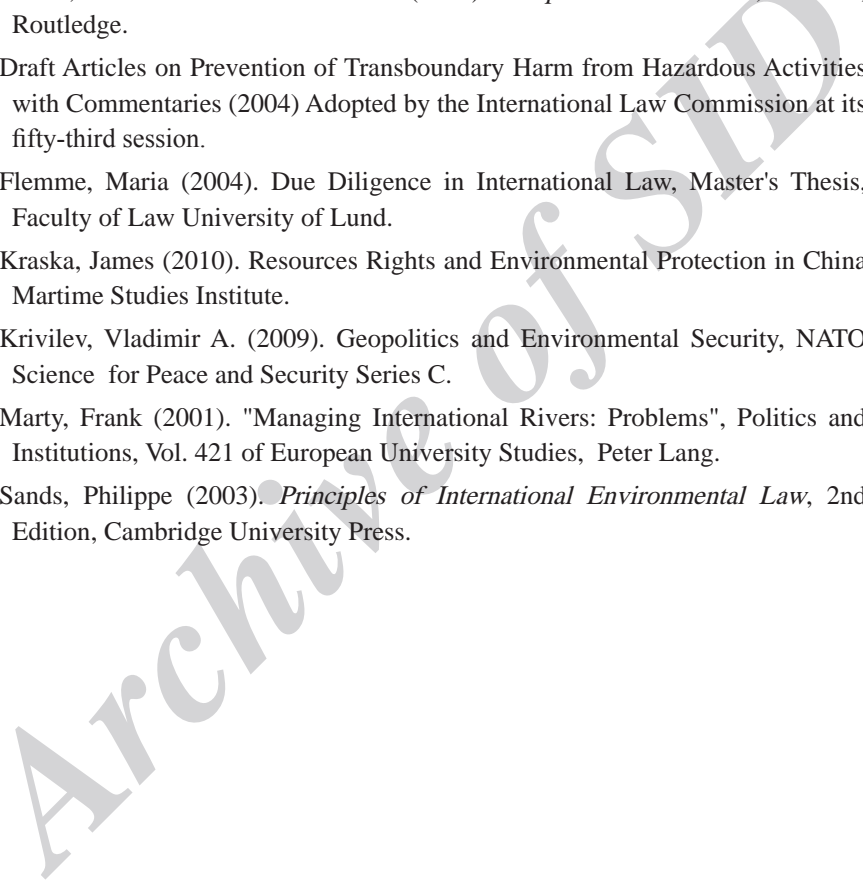 Routledge.
Draft Articles on Prevention of Transboundary Harm from Hazardous Activities
with Commentaries (2004) Adopted by the International Law Commission at its
fifty-third session.
Flemme, Maria (2004). Due Diligence in International Law, Master's Thesis,
Faculty of Law University of Lund.
Kraska, James (2010). Resources Rights and Environmental Protection in China
Martime Studies Institute.
Krivilev, Vladimir A. (2009). Geopolitics and Environmental Security, NATO
Science for Peace and Security Series C.
Marty, Frank (2001). "Managing International Rivers: Problems", Politics and
Institutions, Vol. 421 of European University Studies, Peter Lang.
Sands, Philippe (2003). Principles of International Environmental Law, 2nd
Edition, Cambridge University Press.
Archive of SID